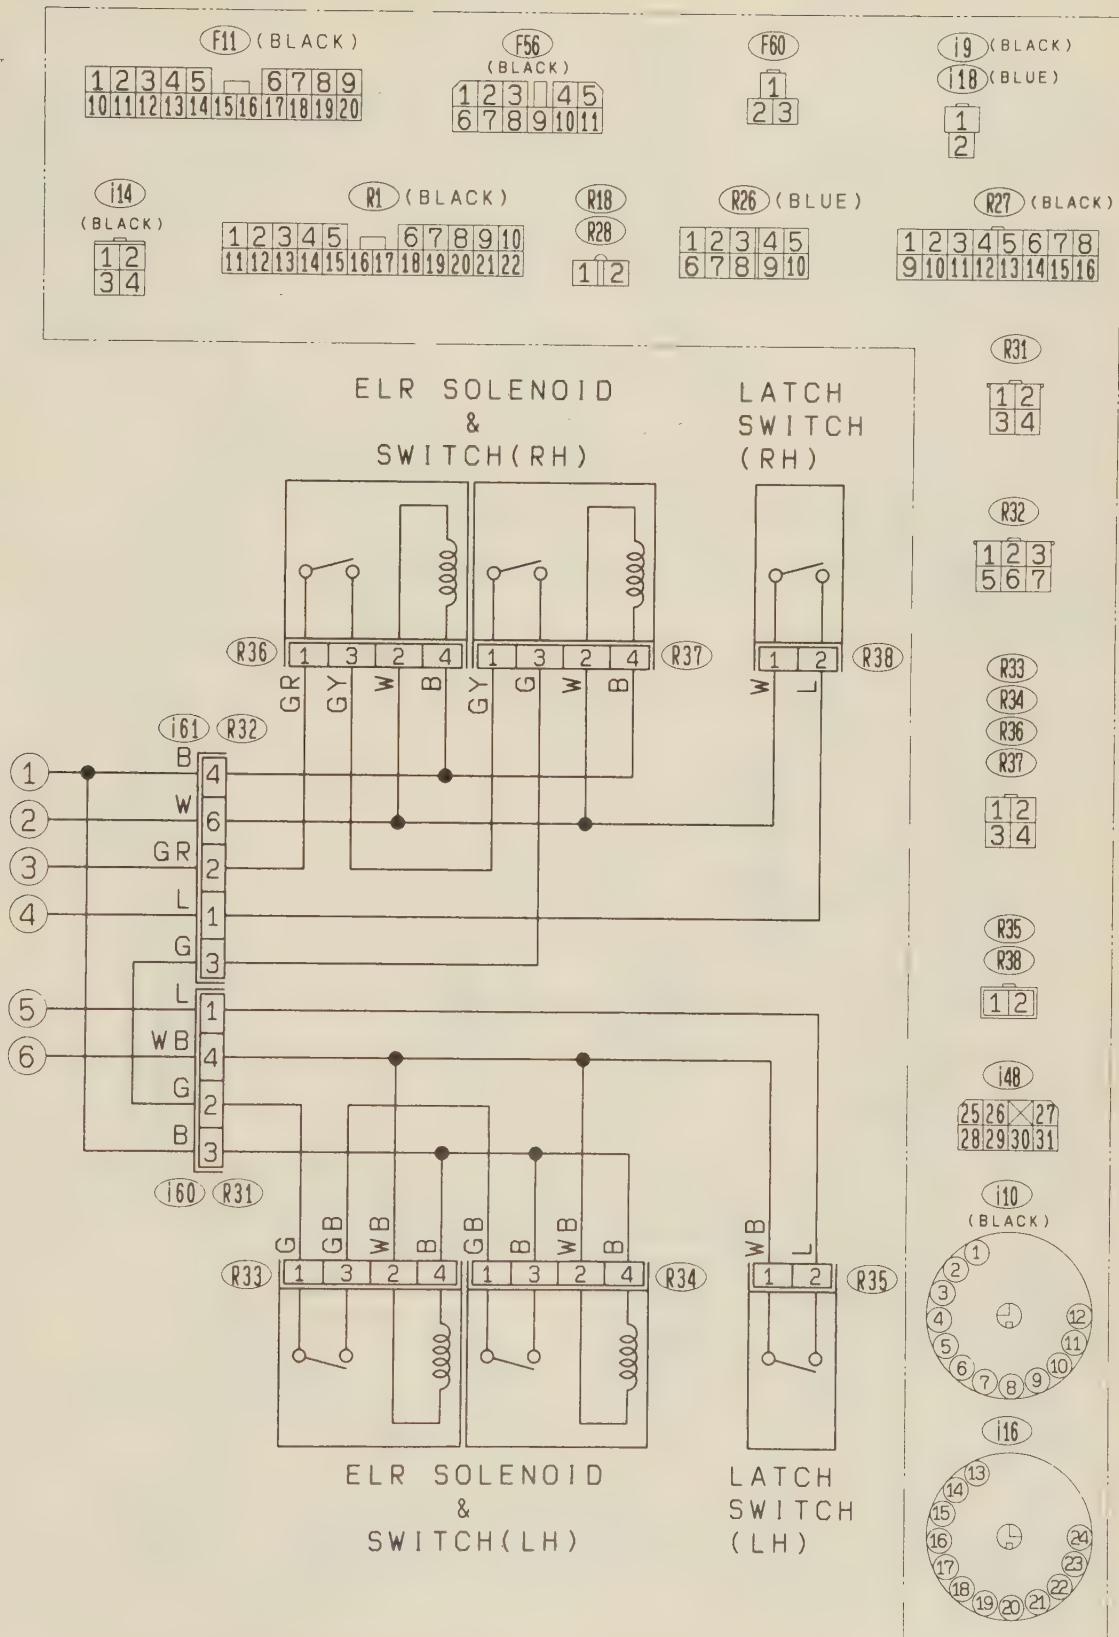 F11 (BLACK)
1 2 3 4 5 6 7 8 9
10 11 12 13 14 15 16 17 18 19 20
F56
(BLACK)
1 2 3 4 5
6 7 8 9 10 11
F60
1
2 3
i9 (BLACK)
i18 (BLUE)
1
2
i14
(BLACK)
1 2
3 4
R1 (BLACK)
1 2 3 4 5 6 7 8 9 10
11 12 13 14 15 16 17 18 19 20 21 22
R18
R28
1 2
R26 (BLUE)
1 2 3 4 5
6 7 8 9 10
R27 (BLACK)
1 2 3 4 5 6 7 8
9 10 11 12 13 14 15 16
R31
1 2
3 4
R32
1 2 3
5 6 7
R33
R34
R36
R37
1 2
3 4
R35
R38
1 2
i48
25 26 27
28 29 30 31
i10
(BLACK)
1
2
3
4
5
6
7
8
9
10
11
12
i16
13
14
15
16
17
18
19
20
21
22
23
24
ELR SOLENOID
&
SWITCH(RH)
LATCH
SWITCH
(RH)
R36 1 3 2 4 1 3 2 4 R37
1 2 R38
GR GY W B GY G W B
W L
i61 R32
1 B 4
2 W 6
3 GR 2
4 L 1
G 3
5 L 1
6 WB 4
G 2
B 3
i60 R31
G GB WB B GB B WB B
WB L
R33 1 3 2 4 1 3 2 4 R34
1 2 R35
ELR SOLENOID
&
SWITCH(LH)
LATCH
SWITCH
(LH)